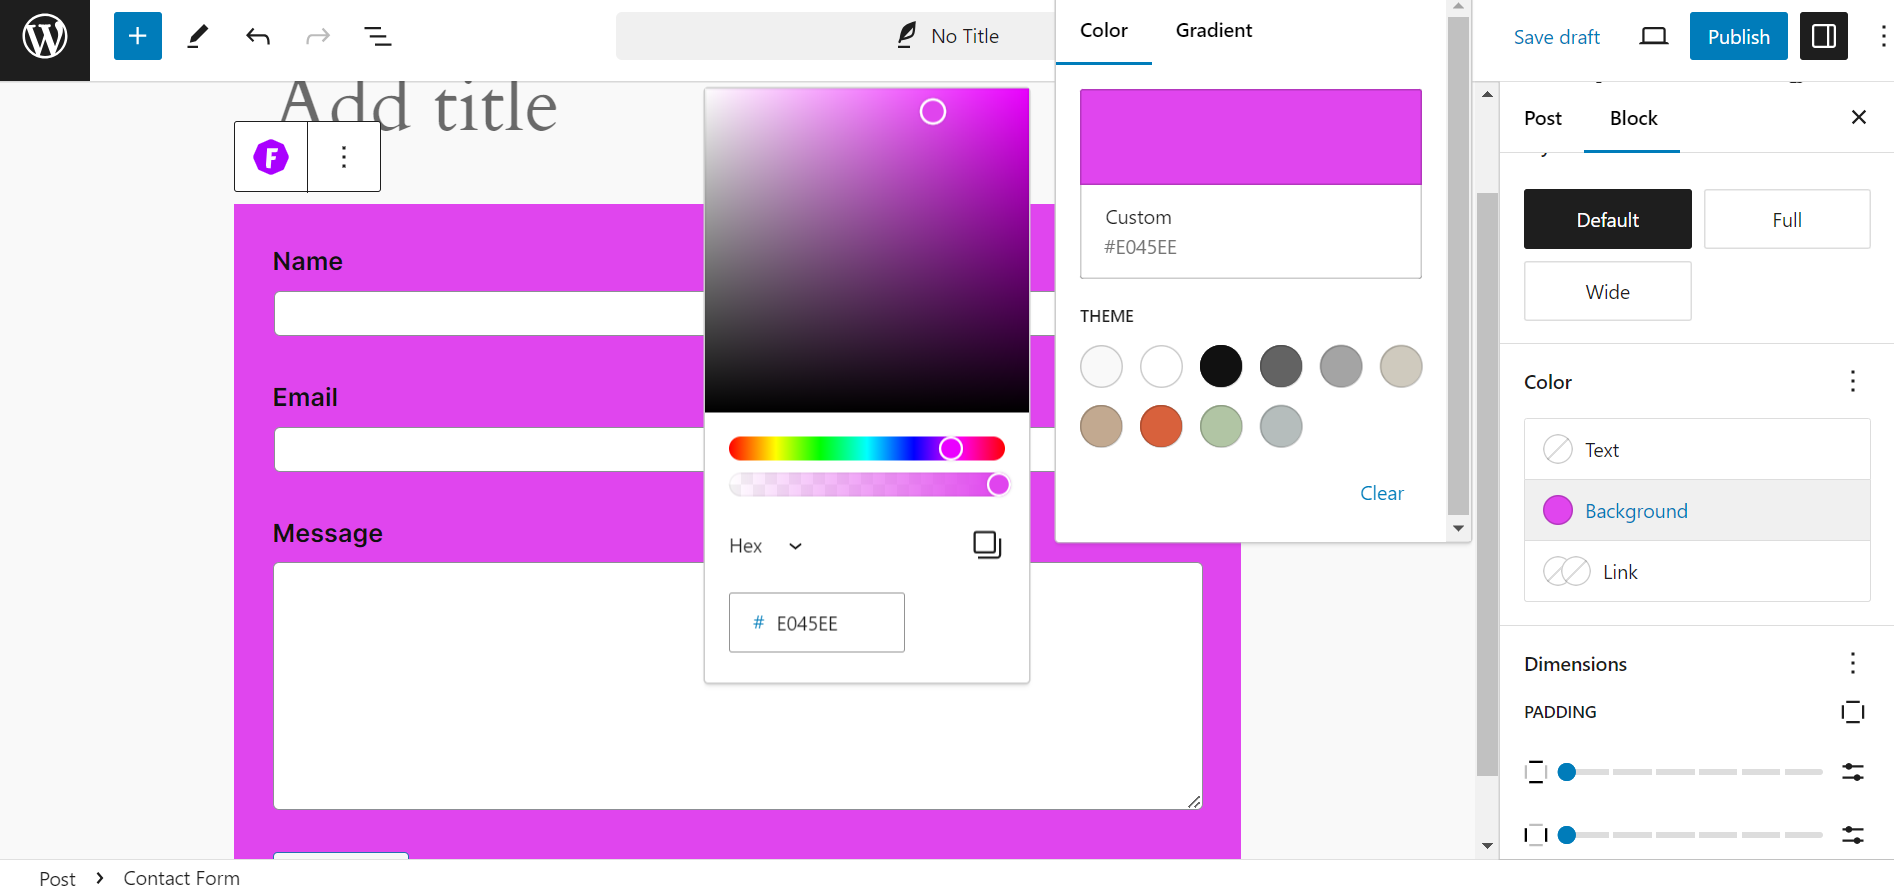 No Title
Save draft
Publish
Add title
Name
Email
Message
Hex
# E045EE
Color
Gradient
Custom
#E045EE
THEME
Clear
Post
Block
Default
Full
Wide
Color
Text
Background
Link
Dimensions
PADDING
Post
Contact Form